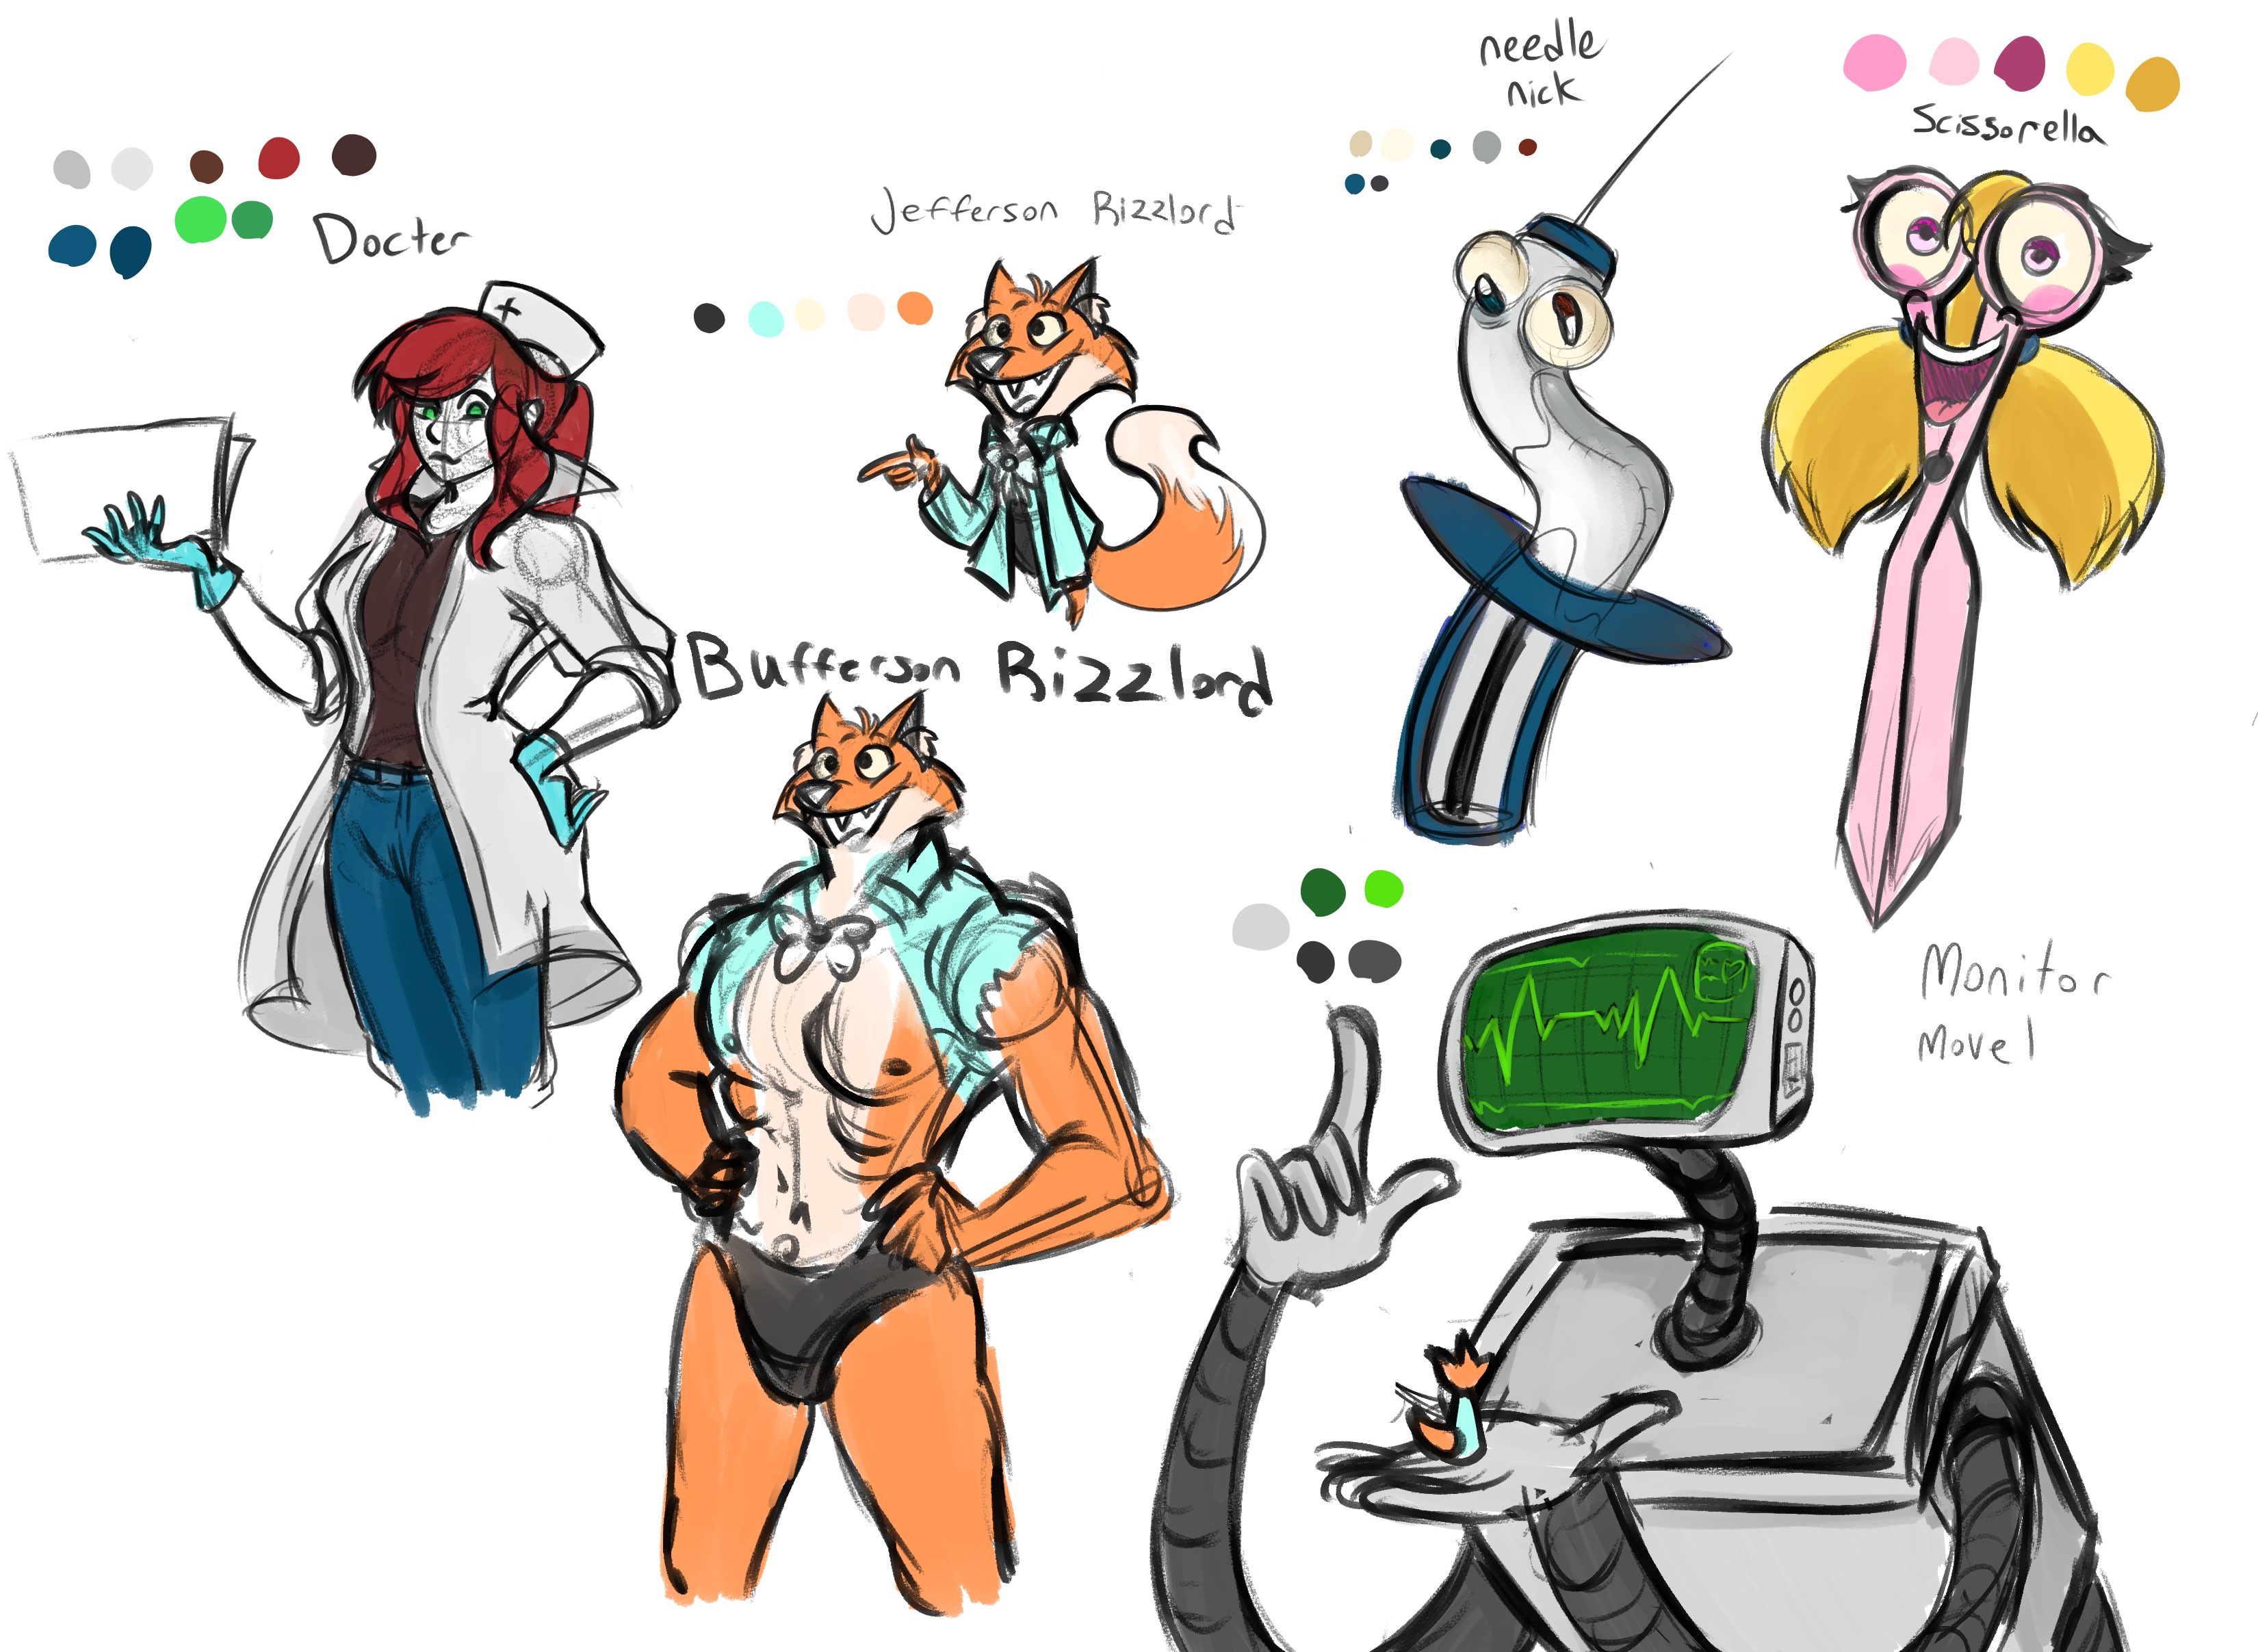 needle
nick
Scissorella
Docter
Jefferson Rizzlord
Bufferson Rizzlord
Monitor
Movel